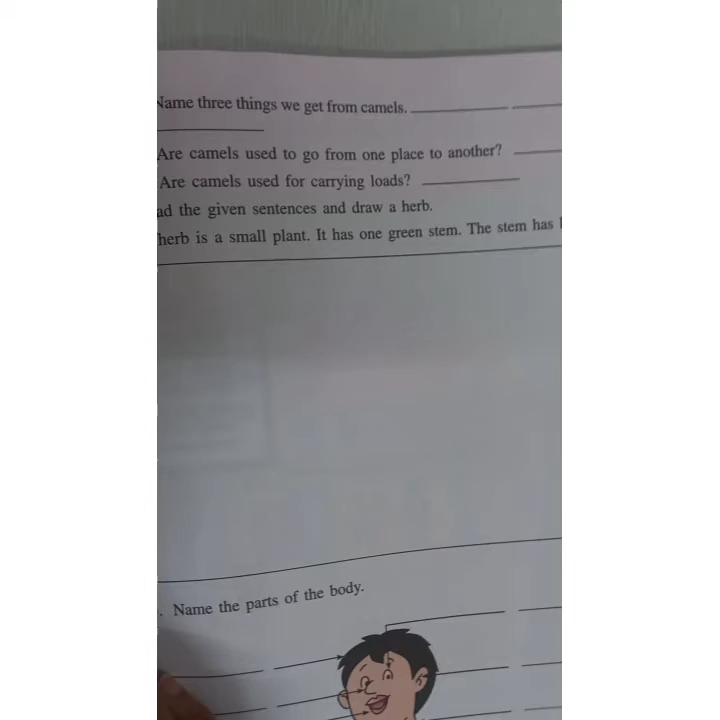 Name three things we get from camels.
Are camels used to go from one place to another?
Are camels used for carrying loads?
ad the given sentences and draw a herb.
herb is a small plant. It has one green stem. The stem has
. Name the parts of the body.